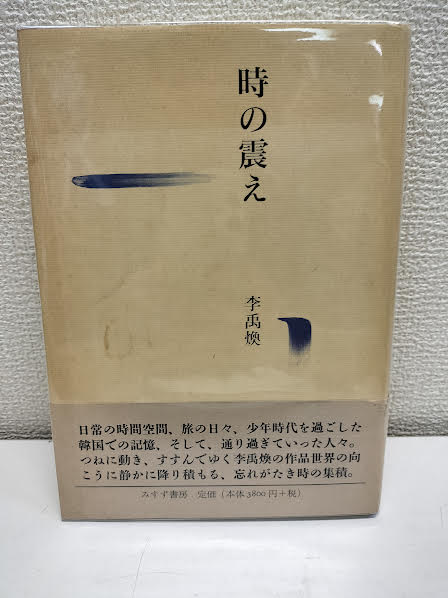 時の震え
李禹煥
日常の時間空間、旅の日々、少年時代を過ごした
韓国での記憶、そして、通り過ぎていった人々。
つねに動き、すすんでゆく李禹煥の作品世界の向
こうに静かに降り積もる、忘れがたき時の集積。
みすず書房 定価（本体3800円+税）